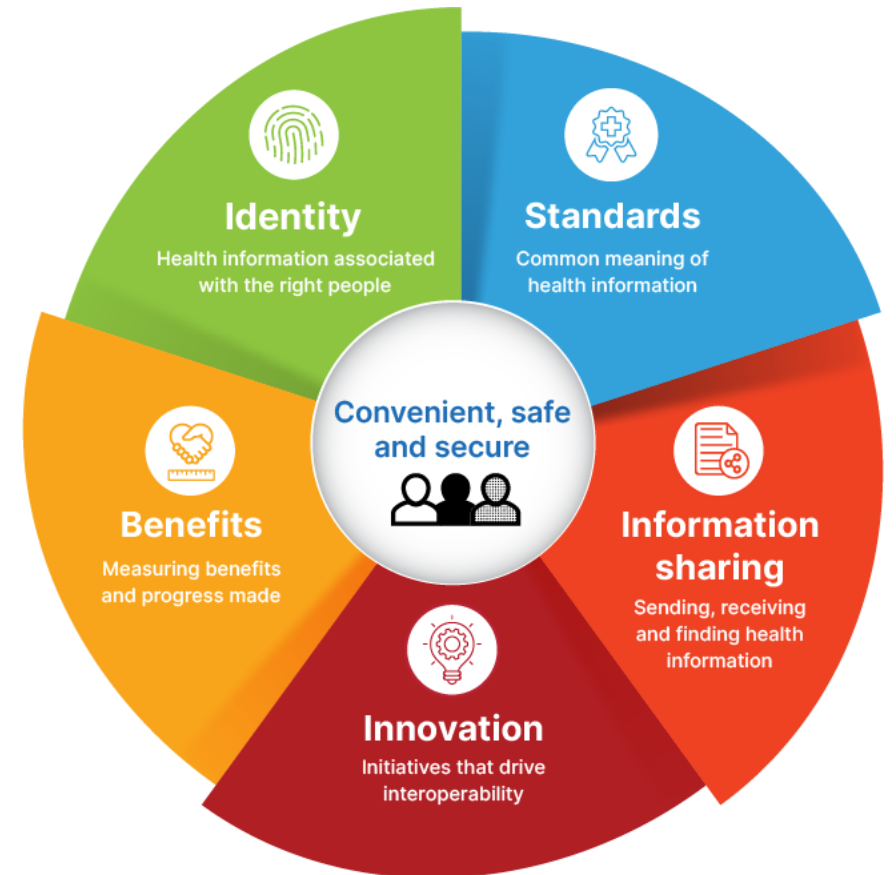 Identity
Health information associated
with the right people
Standards
Common meaning of
health information
Convenient, safe
and secure
Benefits
Measuring benefits
and progress made
Information
sharing
Sending, receiving
and finding health
information
Innovation
Initiatives that drive
interoperability